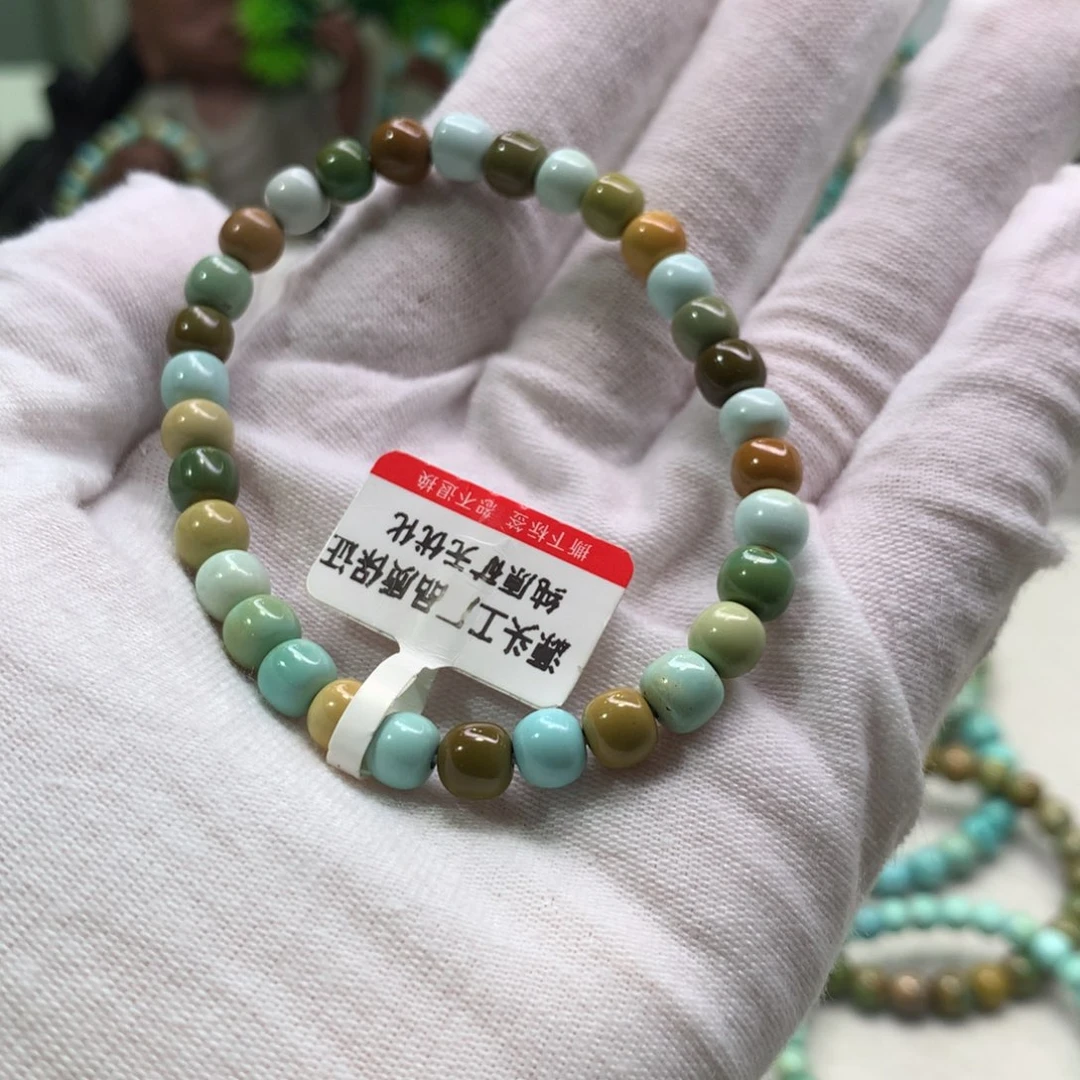 撕下标签 恕不退换
纯原矿无优化
源头工厂品质保证